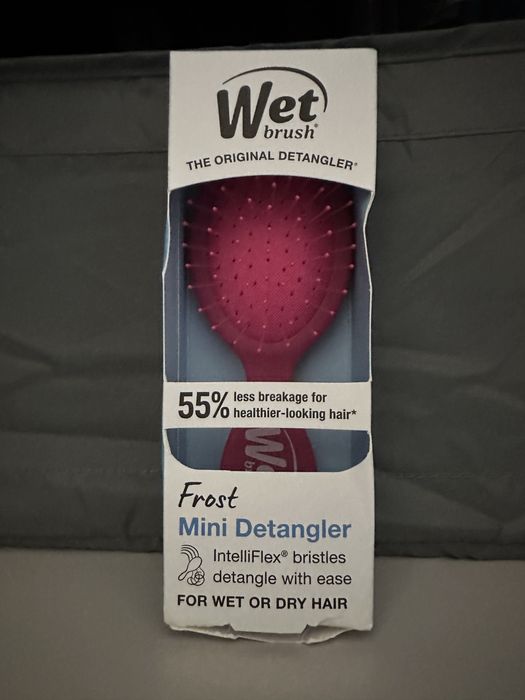 Wet
brush®
THE ORIGINAL DETANGLER®
55% less breakage for
healthier-looking hair*
We
b
Frost
Mini Detangler
IntelliFlex® bristles
detangle with ease
FOR WET OR DRY HAIR